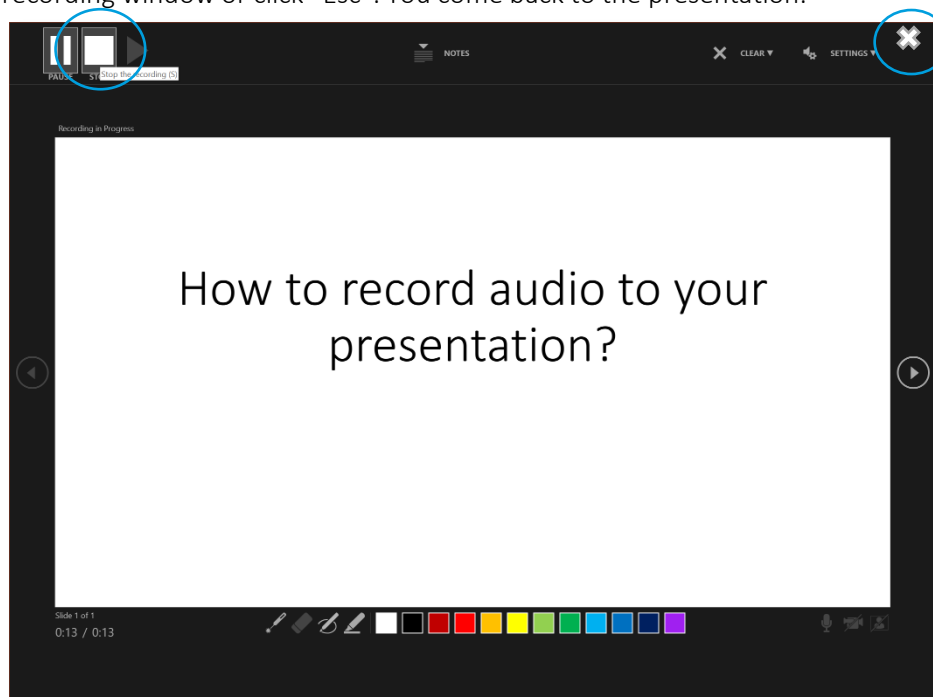 recording window or click "Esc". You come back to the presentation.
PAUSE
Stop the recording (S)
NOTES
CLEAR
SETTINGS
Recording in Progress
How to record audio to your
presentation?
Slide 1 of 1
0:13 / 0:13